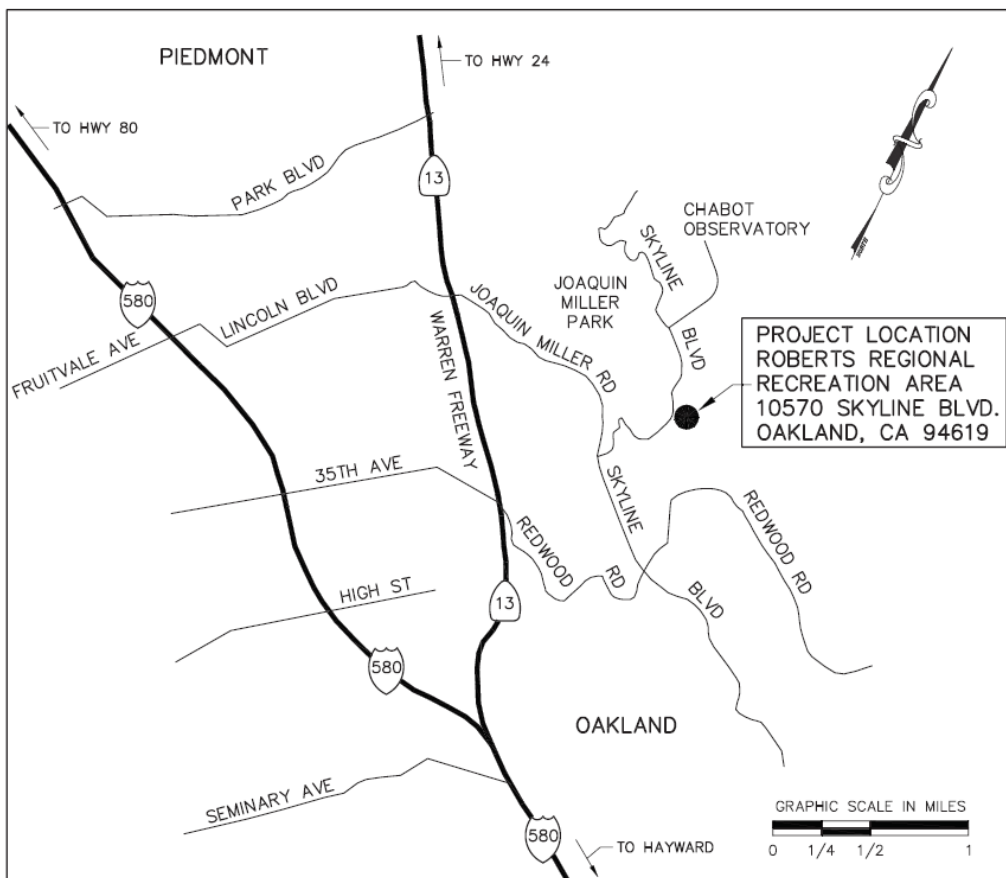 PIEDMONT
TO HWY 24
TO HWY 80
PARK BLVD
13
CHABOT
OBSERVATORY
SKYLINE
BLVD
JOAQUIN
MILLER
PARK
580
LINCOLN BLVD
JOAQUIN MILLER RD
FRUITVALE AVE
WARREN FREEWAY
PROJECT LOCATION
ROBERTS REGIONAL
RECREATION AREA
10570 SKYLINE BLVD.
OAKLAND, CA 94619
35TH AVE
SKYLINE
BLVD
REDWOOD
RD
REDWOOD RD
HIGH ST
13
580
OAKLAND
SEMINARY AVE
580
TO HAYWARD
GRAPHIC SCALE IN MILES
0 1/4 1/2 1